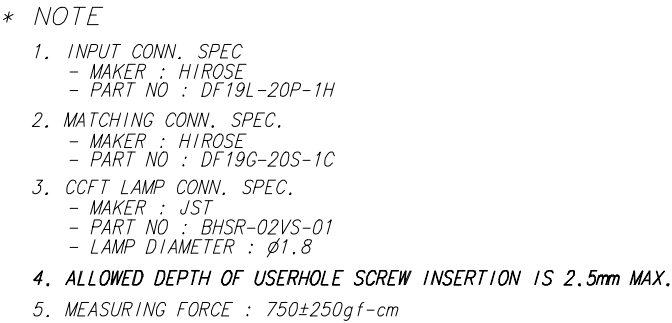 * NOTE
1. INPUT CONN. SPEC
- MAKER : HIROSE
- PART NO : DF19L-20P-1H
2. MATCHING CONN. SPEC.
- MAKER : HIROSE
- PART NO : DF19G-20S-1C
3. CCFT LAMP CONN. SPEC.
- MAKER : JST
- PART NO : BHSR-02VS-01
- LAMP DIAMETER : ø1.8
4. ALLOWED DEPTH OF USERHOLE SCREW INSERTION IS 2.5mm MAX.
5. MEASURING FORCE : 750±250gf-cm